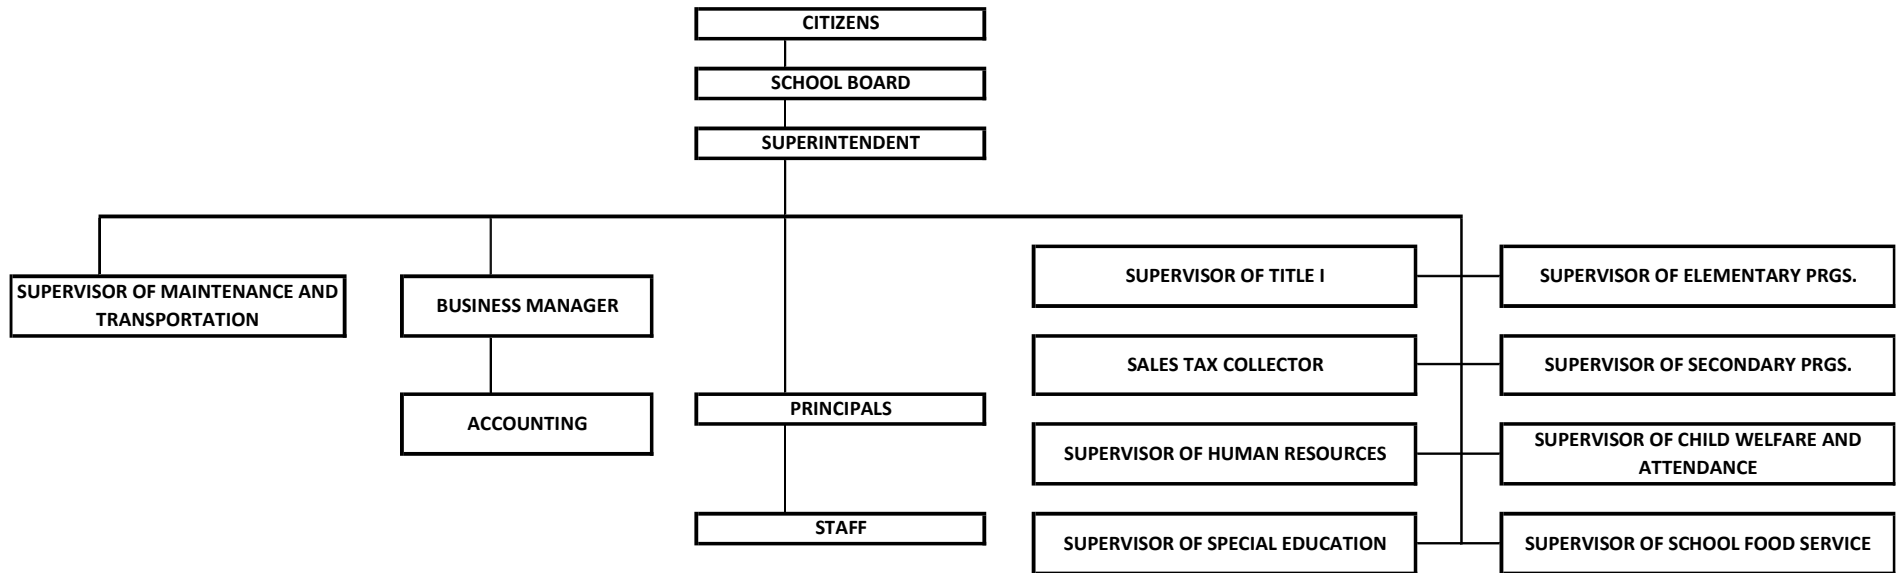 CITIZENS
SCHOOL BOARD
SUPERINTENDENT
SUPERVISOR OF MAINTENANCE AND
TRANSPORTATION
BUSINESS MANAGER
ACCOUNTING
PRINCIPALS
STAFF
SUPERVISOR OF TITLE I
SUPERVISOR OF ELEMENTARY PRGS.
SALES TAX COLLECTOR
SUPERVISOR OF SECONDARY PRGS.
SUPERVISOR OF HUMAN RESOURCES
SUPERVISOR OF CHILD WELFARE AND
ATTENDANCE
SUPERVISOR OF SPECIAL EDUCATION
SUPERVISOR OF SCHOOL FOOD SERVICE